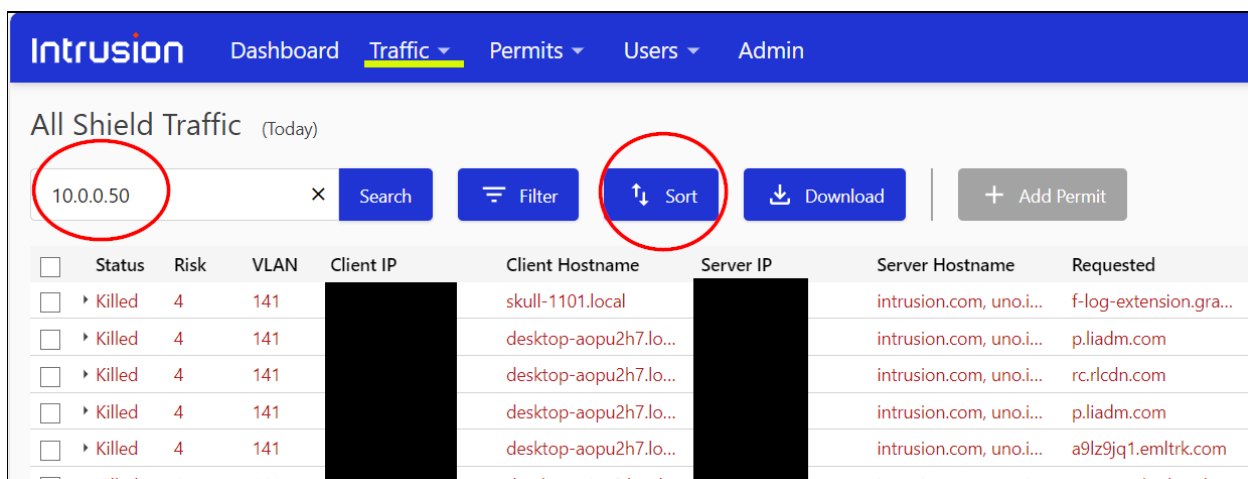 Intrusion Dashboard Traffic Permits Users Admin
All Shield Traffic (Today)
10.0.0.50 × Search Filter Sort Download + Add Permit
Status Risk VLAN Client IP Client Hostname Server IP Server Hostname Requested
Killed 4 141 skull-1101.local intrusion.com, uno.i... f-log-extension.gra...
Killed 4 141 desktop-aopu2h7.lo... intrusion.com, uno.i... p.liadm.com
Killed 4 141 desktop-aopu2h7.lo... intrusion.com, uno.i... rc.rlcdn.com
Killed 4 141 desktop-aopu2h7.lo... intrusion.com, uno.i... p.liadm.com
Killed 4 141 desktop-aopu2h7.lo... intrusion.com, uno.i... a9lz9jq1.emltrk.com